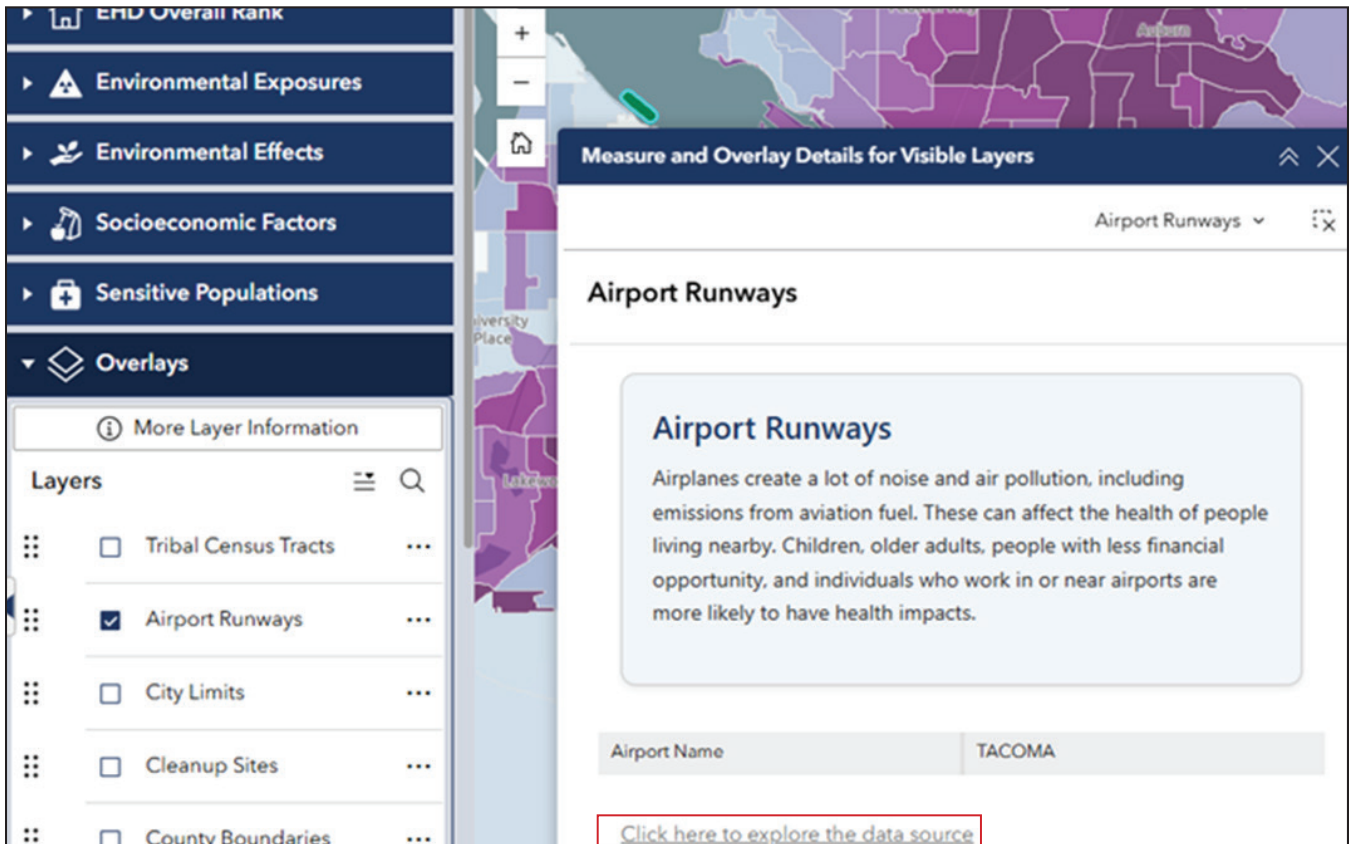 EHD Overall Rank
Environmental Exposures
Environmental Effects
Socioeconomic Factors
Sensitive Populations
Overlays
More Layer Information
Layers
Tribal Census Tracts
Airport Runways
City Limits
Cleanup Sites
County Boundaries
Auburn
Place
Measure and Overlay Details for Visible Layers
Airport Runways
Airport Runways
Airport Runways
Airplanes create a lot of noise and air pollution, including
emissions from aviation fuel. These can affect the health of people
living nearby. Children, older adults, people with less financial
opportunity, and individuals who work in or near airports are
more likely to have health impacts.
Airport Name TACOMA
Click here to explore the data source